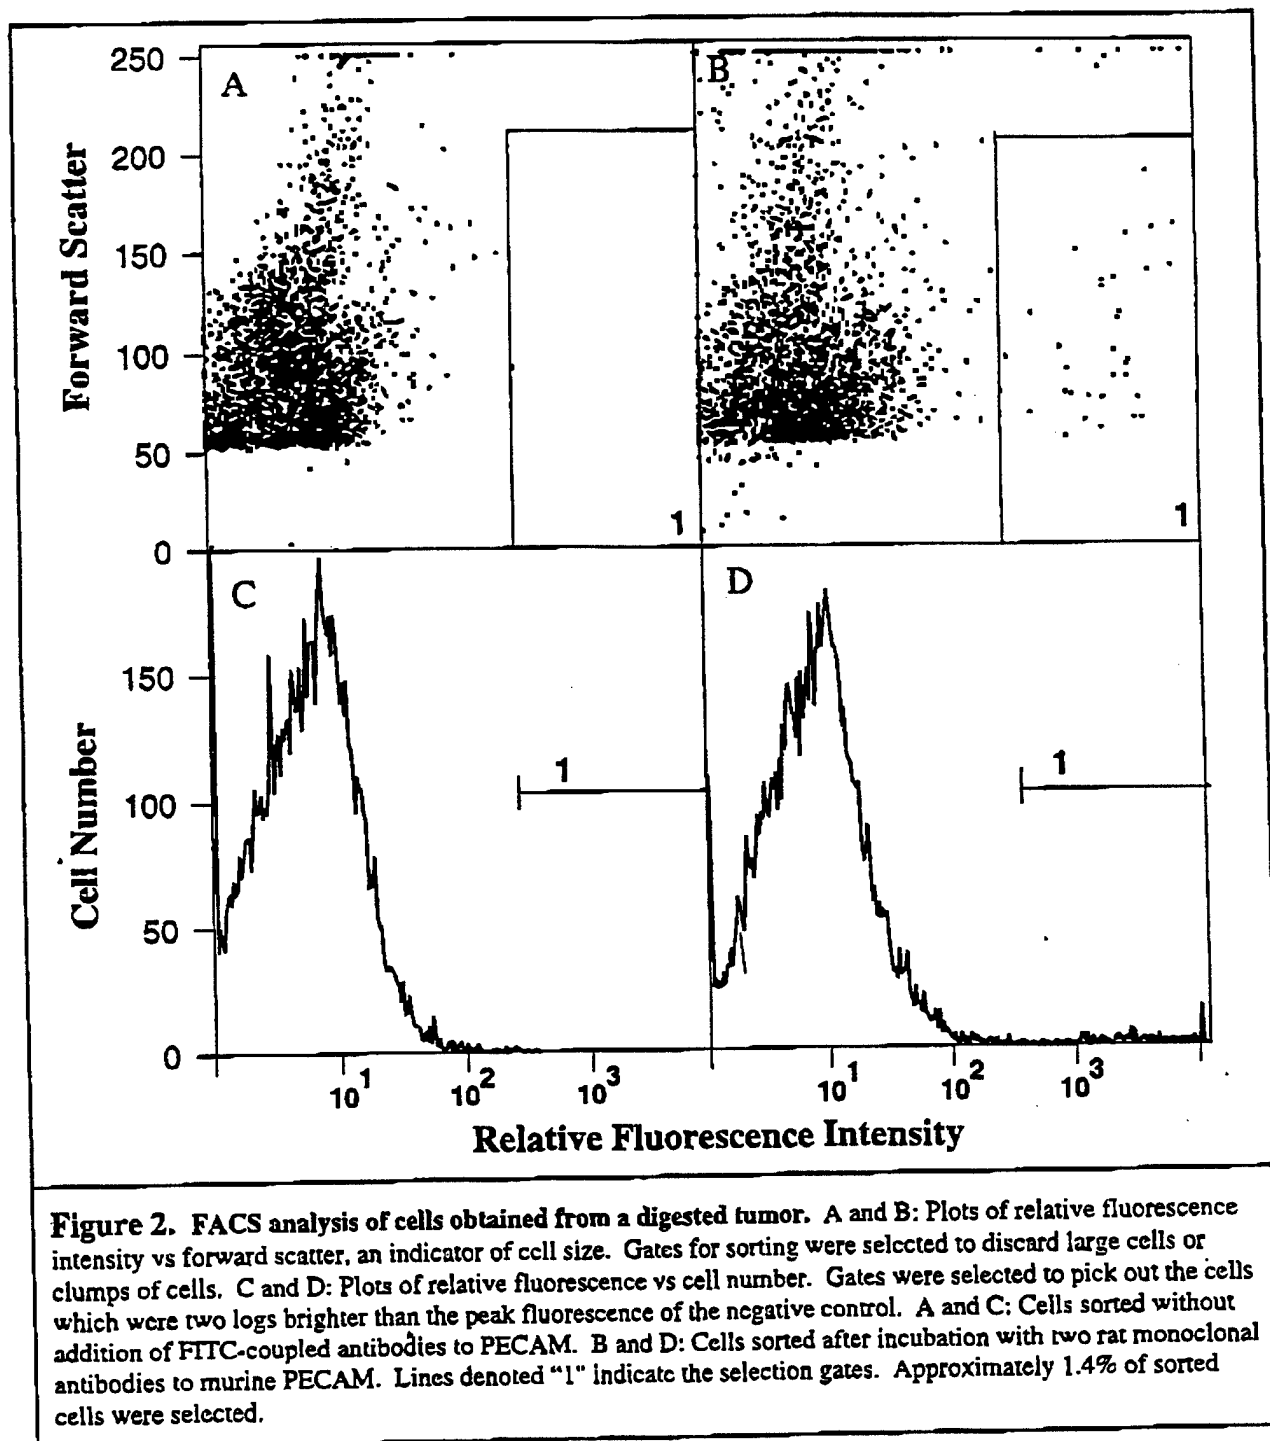 250
200
150
100
50
0
Forward Scatter
A
1
B
1
150
100
50
0
Cell Number
C
1
D
1
10¹
10²
10³
10¹
10²
10³
Relative Fluorescence Intensity
Figure 2. FACS analysis of cells obtained from a digested tumor. A and B: Plots of relative fluorescence
intensity vs forward scatter, an indicator of cell size. Gates for sorting were selected to discard large cells or
clumps of cells. C and D: Plots of relative fluorescence vs cell number. Gates were selected to pick out the cells
which were two logs brighter than the peak fluorescence of the negative control. A and C: Cells sorted without
addition of FITC-coupled antibodies to PECAM. B and D: Cells sorted after incubation with two rat monoclonal
antibodies to murine PECAM. Lines denoted "1" indicate the selection gates. Approximately 1.4% of sorted
cells were selected.